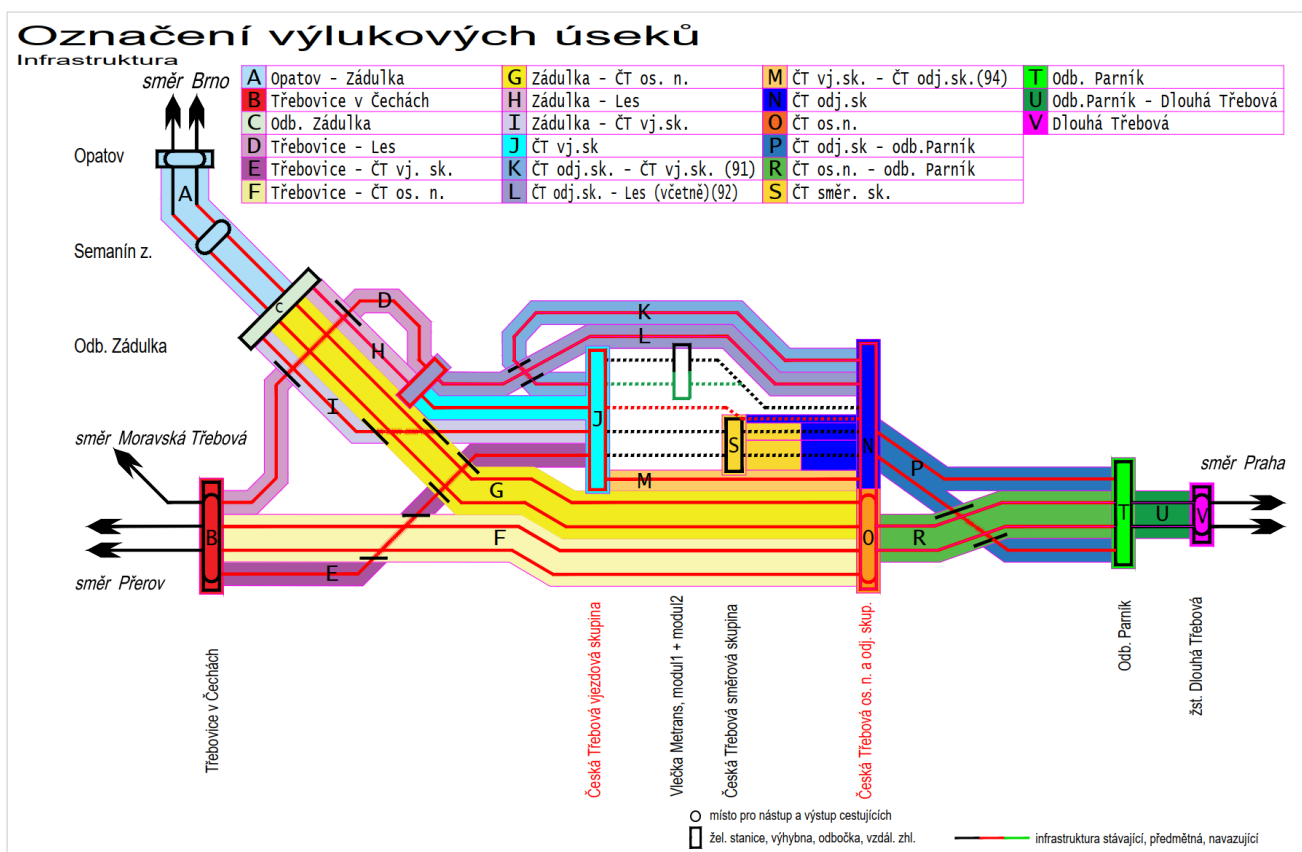 Označení výlukových úseků
Infrastruktura
směr Brno
A Opatov - Zádulka
B Třebovice v Čechách
C Odb. Zádulka
D Třebovice - Les
E Třebovice - ČT vj. sk.
F Třebovice - ČT os. n.
G Zádulka - ČT os. n.
H Zádulka - Les
I Zádulka - ČT vj.sk.
J ČT vj.sk
K ČT odj.sk. - ČT vj.sk. (91)
L ČT odj.sk. - Les (včetně)(92)
M ČT vj.sk. - ČT odj.sk.(94)
N ČT odj.sk
O ČT os.n.
P ČT odj.sk - odb.Parník
R ČT os.n. - odb. Parník
S ČT směr. sk.
T Odb. Parník
U Odb.Parník - Dlouhá Třebová
V Dlouhá Třebová
Opatov
A
Semanín z.
C
D
K
L
Odb. Zádulka
H
I
J
směr Moravská Třebová
S
N
P
směr Praha
M
G
B
F
O
R
T
U
V
E
směr Přerov
Třebovice v Čechách
Česká Třebová vjezdová skupina
Vlečka Metrans, modul1 + modul2
Česká Třebová směrová skupina
Česká Třebová os. n. a odj. skup.
Odb. Parník
žst. Dlouhá Třebová
místo pro nástup a výstup cestujících
žel. stanice, výhybna, odbočka, vzdál. zhl.
infrastruktura stávající, předmětná, navazující